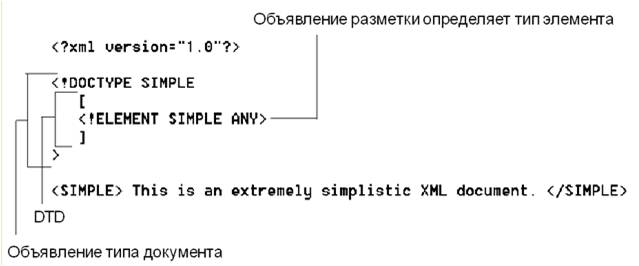 Объявление разметки определяет тип элемента
<?xml version="1.0"?>
<!DOCTYPE SIMPLE
[
<!ELEMENT SIMPLE ANY>
]
>
<SIMPLE> This is an extremely simplistic XML document. </SIMPLE>
DTD
Объявление типа документа